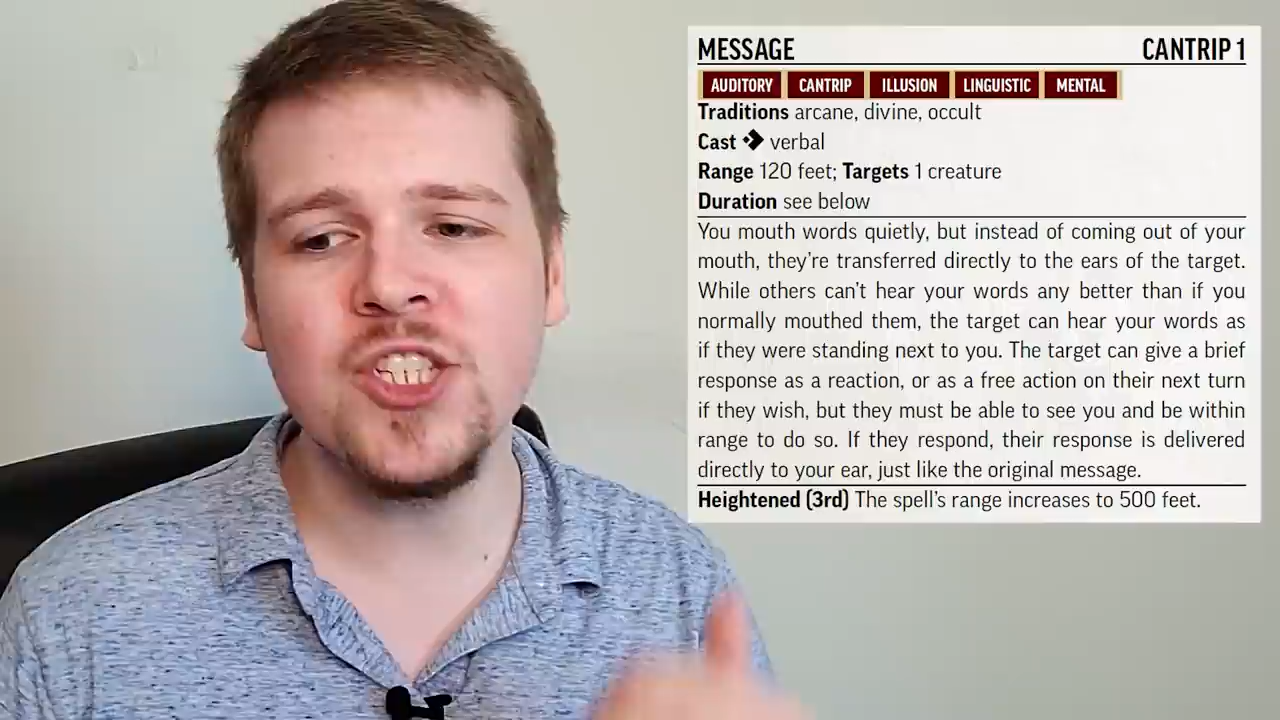 MESSAGE CANTRIP 1
AUDITORY CANTRIP ILLUSION LINGUISTIC MENTAL
Traditions arcane, divine, occult
Cast verbal
Range 120 feet; Targets 1 creature
Duration see below
You mouth words quietly, but instead of coming out of your
mouth, they’re transferred directly to the ears of the target.
While others can’t hear your words any better than if you
normally mouthed them, the target can hear your words as
if they were standing next to you. The target can give a brief
response as a reaction, or as a free action on their next turn
if they wish, but they must be able to see you and be within
range to do so. If they respond, their response is delivered
directly to your ear, just like the original message.
Heightened (3rd) The spell’s range increases to 500 feet.